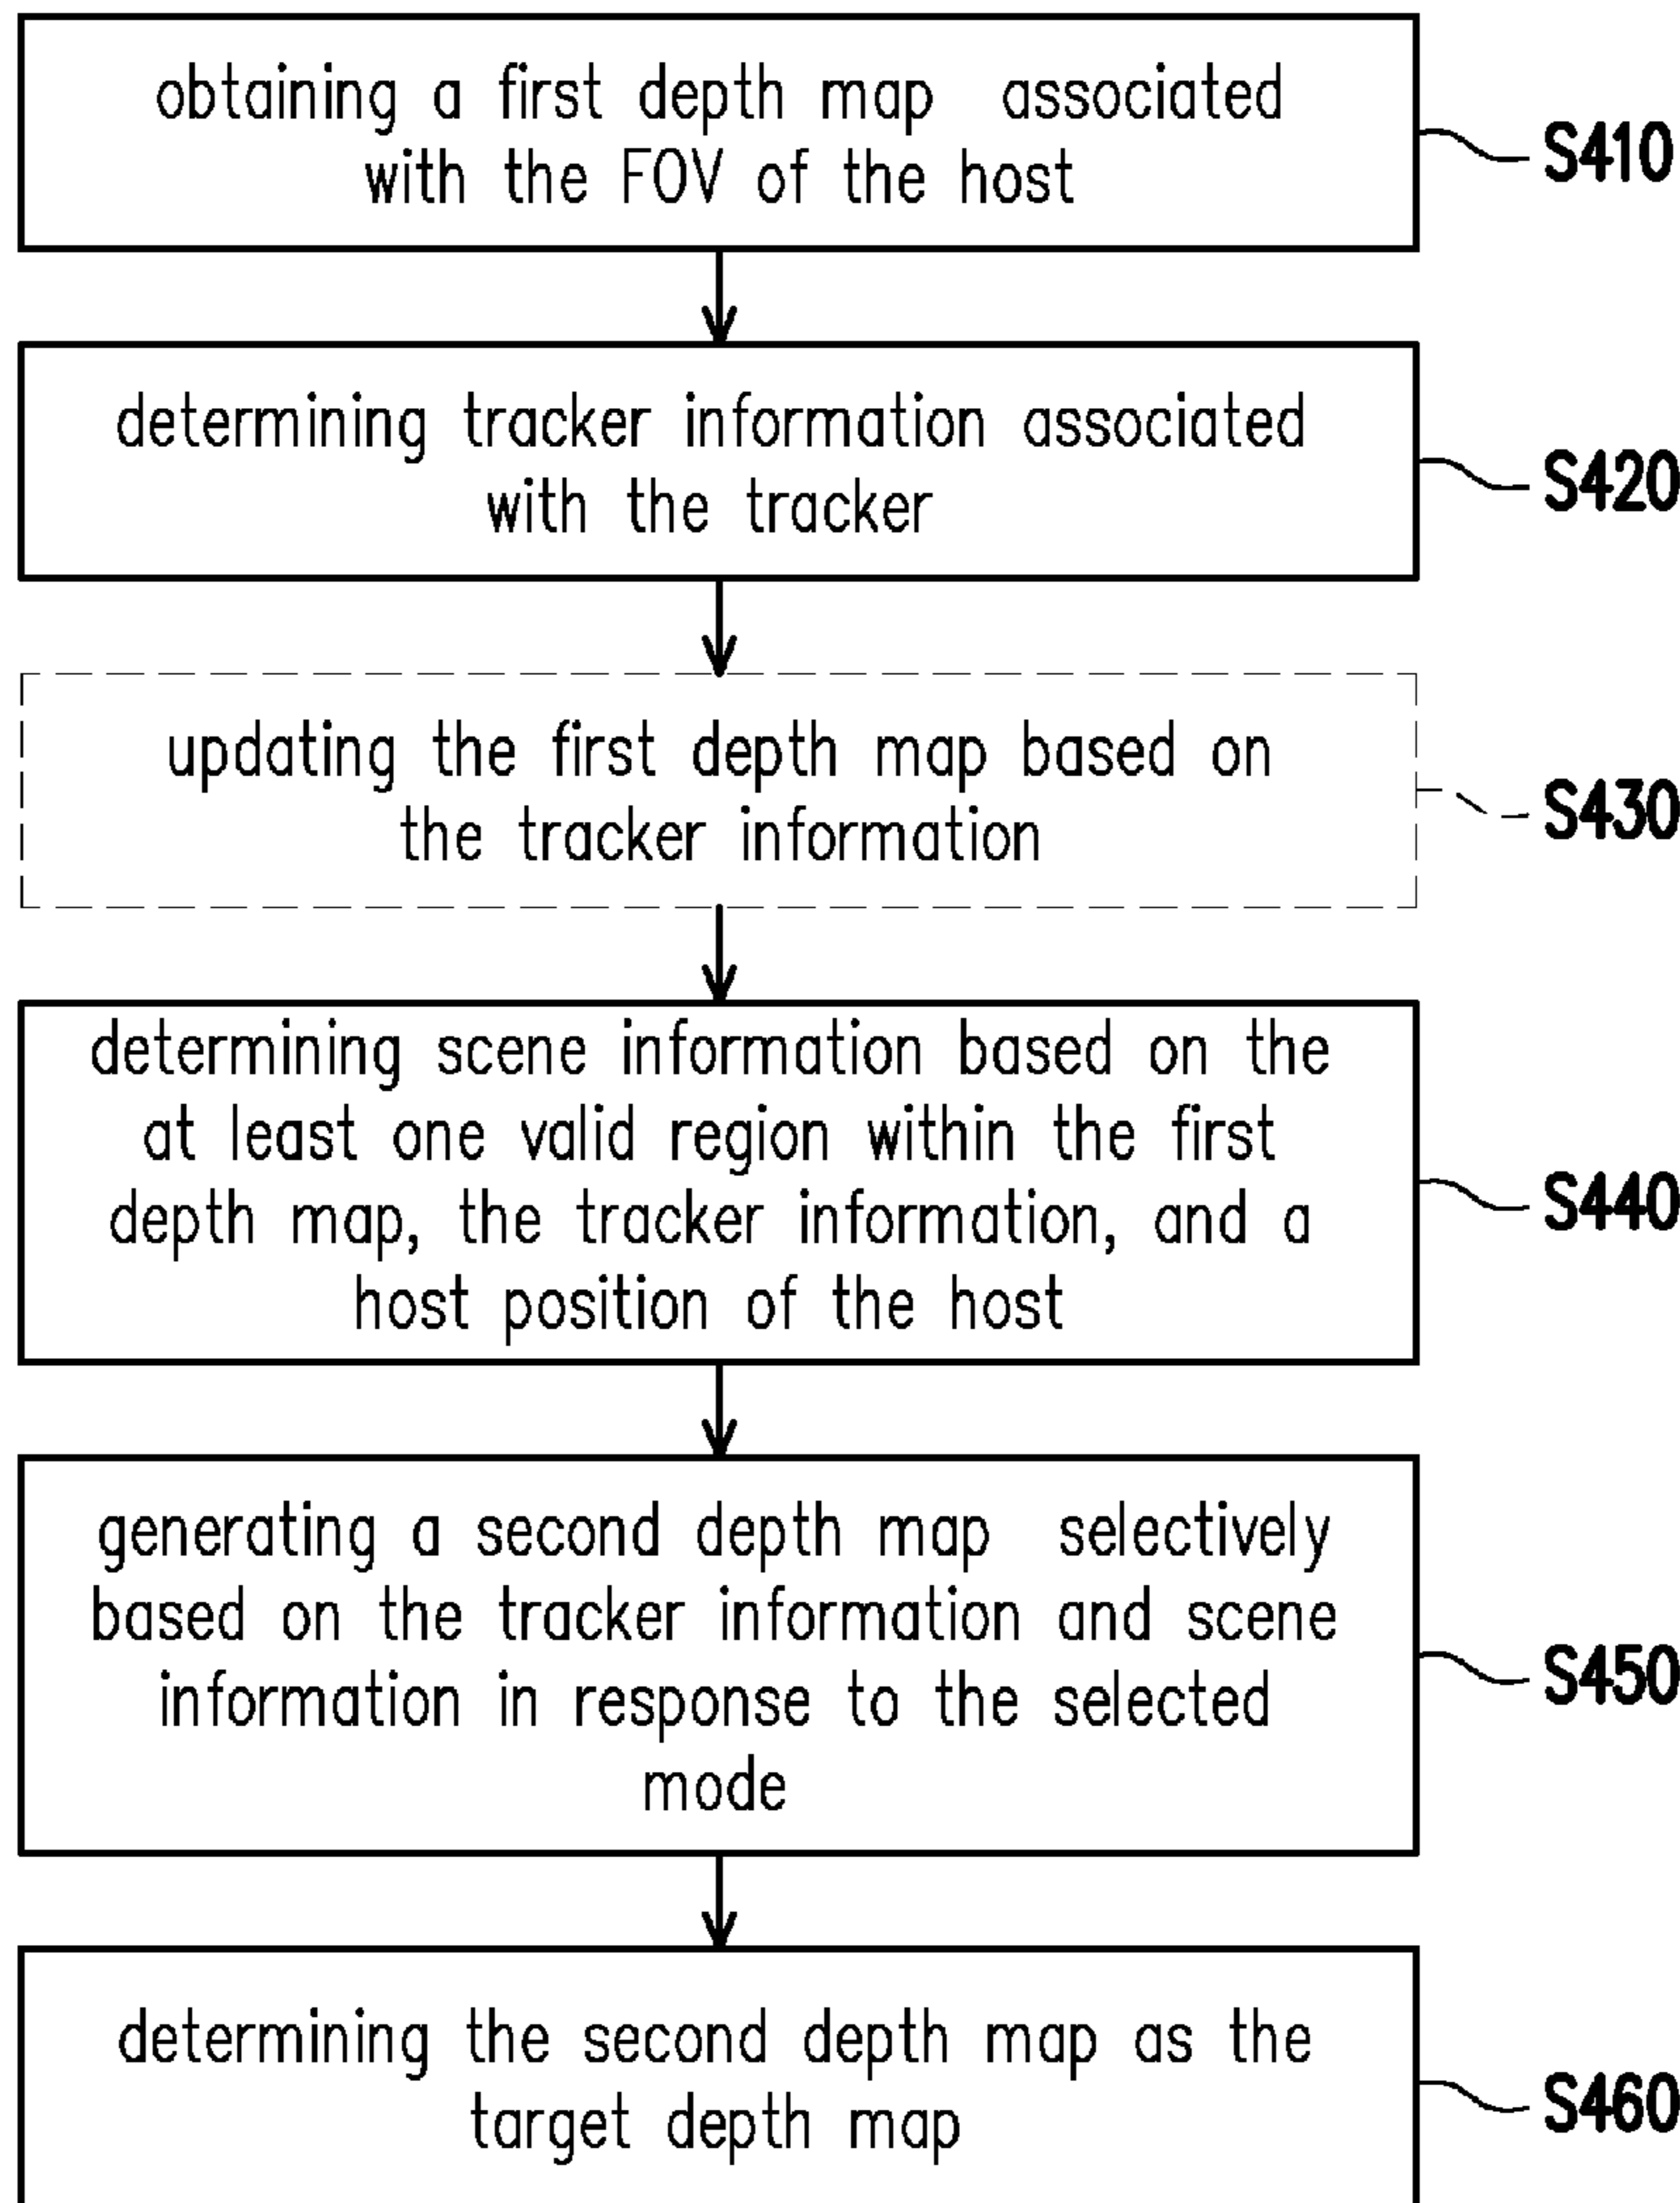 obtaining a first depth map associated
with the FOV of the host
S410
determining tracker information associated
with the tracker
S420
updating the first depth map based on
the tracker information
S430
determining scene information based on the
at least one valid region within the first
depth map, the tracker information, and a
host position of the host
S440
generating a second depth map selectively
based on the tracker information and scene
information in response to the selected
mode
S450
determining the second depth map as the
target depth map
S460